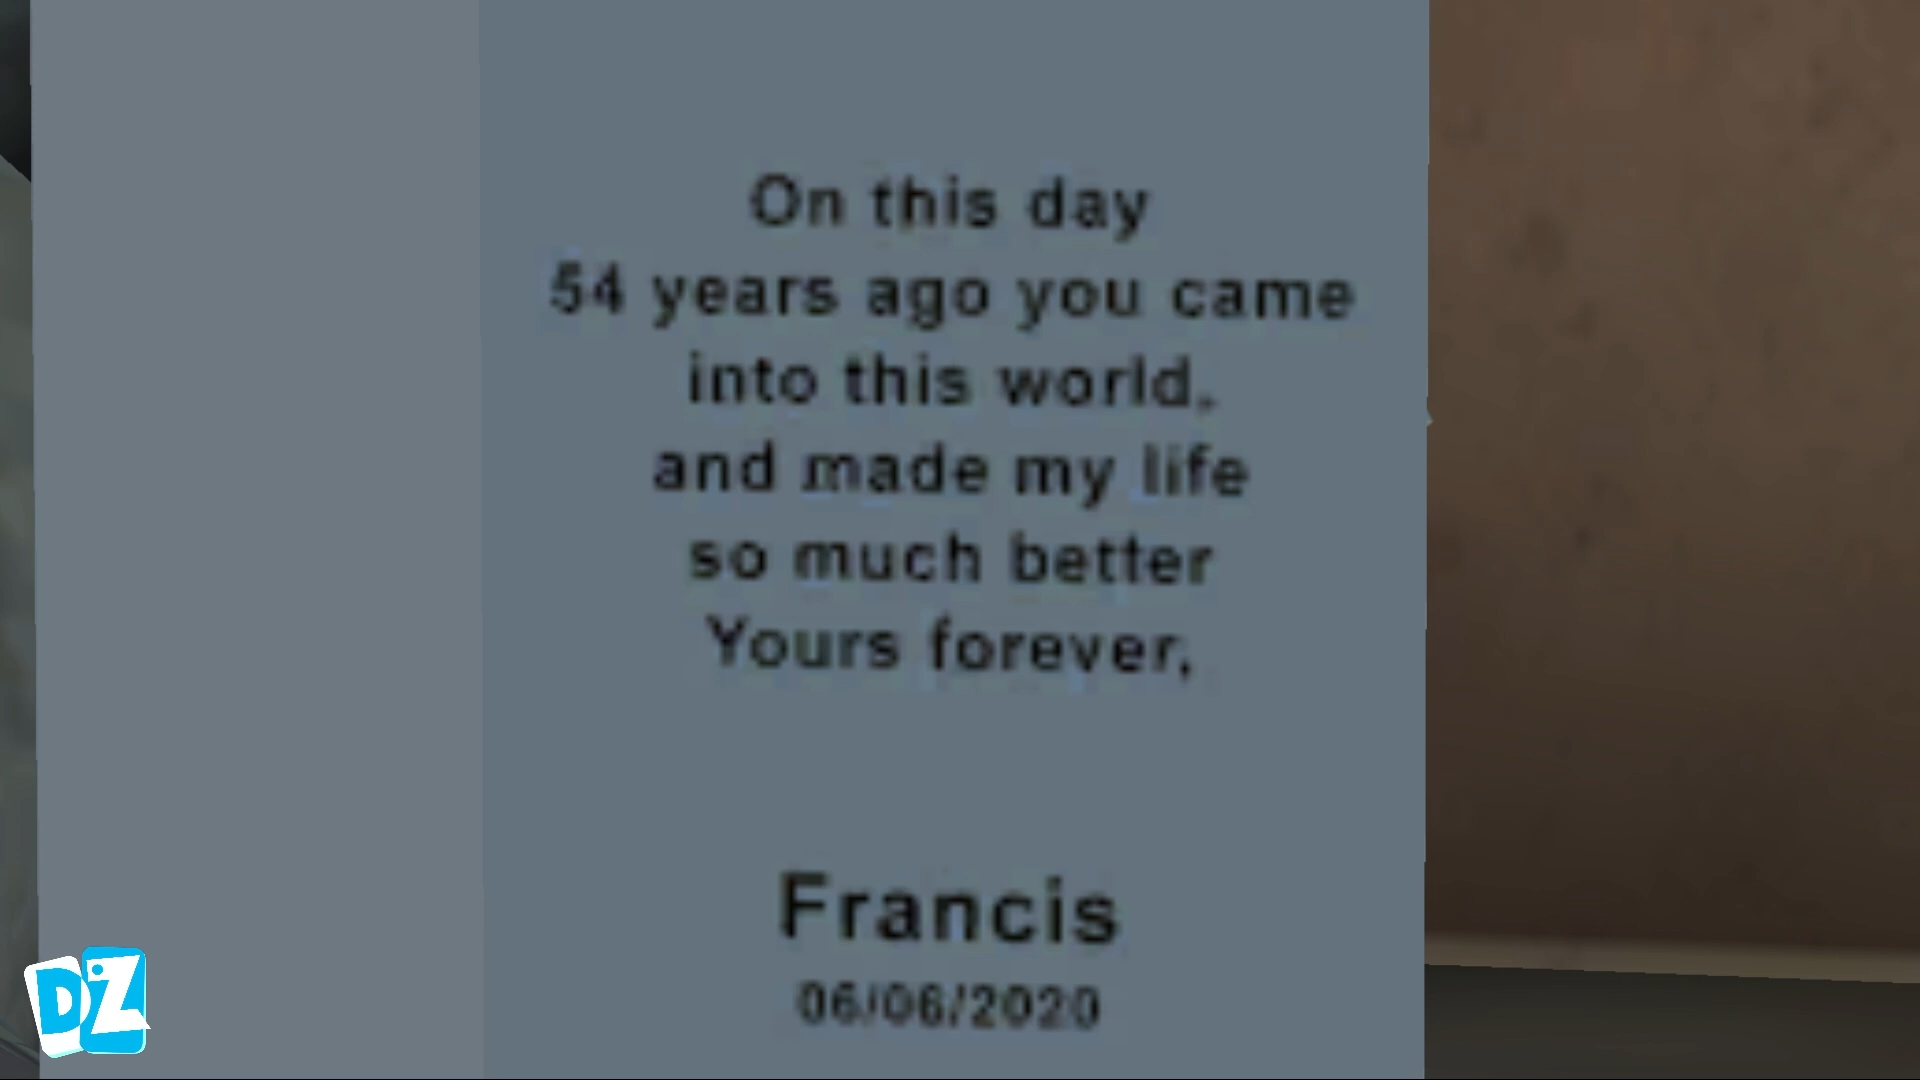 On this day
54 years ago you came
into this world.
and made my life
so much better
Yours forever,
Francis
06/06/2020
DZ